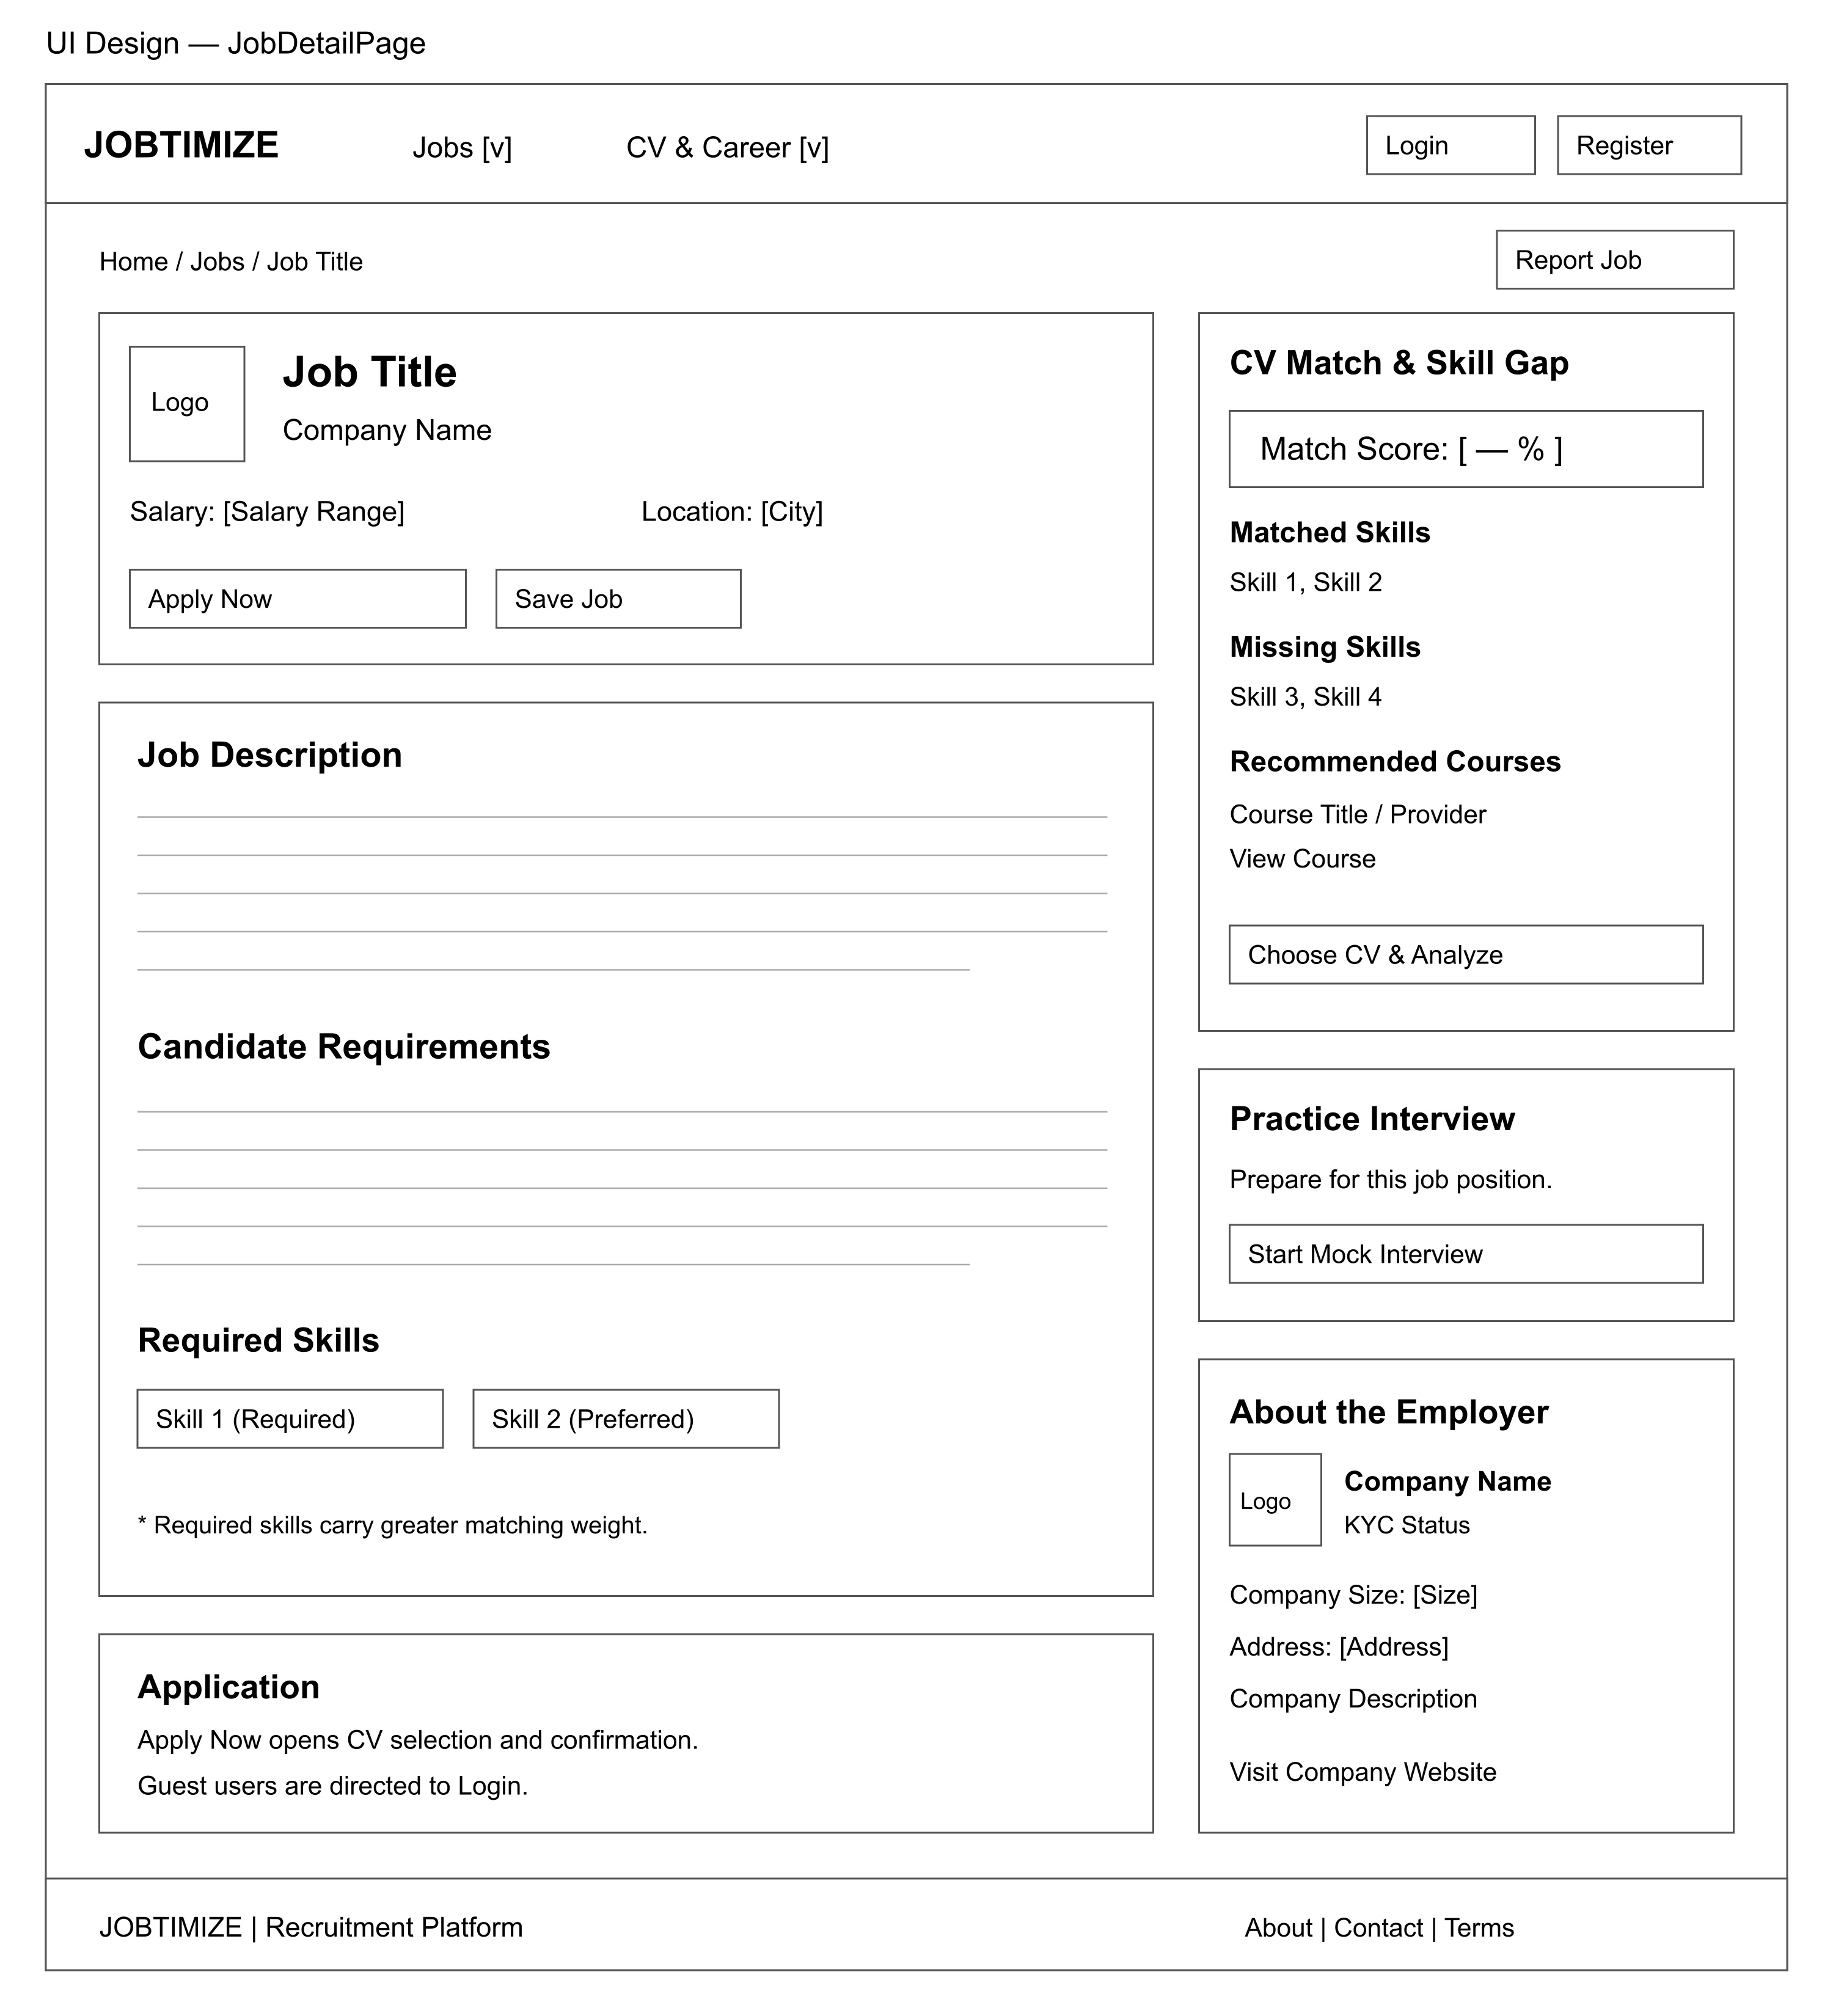 UI Design — JobDetailPage
JOBTIMIZE
Jobs [v]
CV & Career [v]
Login
Register
Home / Jobs / Job Title
Report Job
Logo
Job Title
Company Name
Salary: [Salary Range]
Location: [City]
Apply Now
Save Job
Job Description
Candidate Requirements
Required Skills
Skill 1 (Required)
Skill 2 (Preferred)
* Required skills carry greater matching weight.
Application
Apply Now opens CV selection and confirmation.
Guest users are directed to Login.
CV Match & Skill Gap
Match Score: [ — % ]
Matched Skills
Skill 1, Skill 2
Missing Skills
Skill 3, Skill 4
Recommended Courses
Course Title / Provider
View Course
Choose CV & Analyze
Practice Interview
Prepare for this job position.
Start Mock Interview
About the Employer
Logo
Company Name
KYC Status
Company Size: [Size]
Address: [Address]
Company Description
Visit Company Website
JOBTIMIZE | Recruitment Platform
About | Contact | Terms